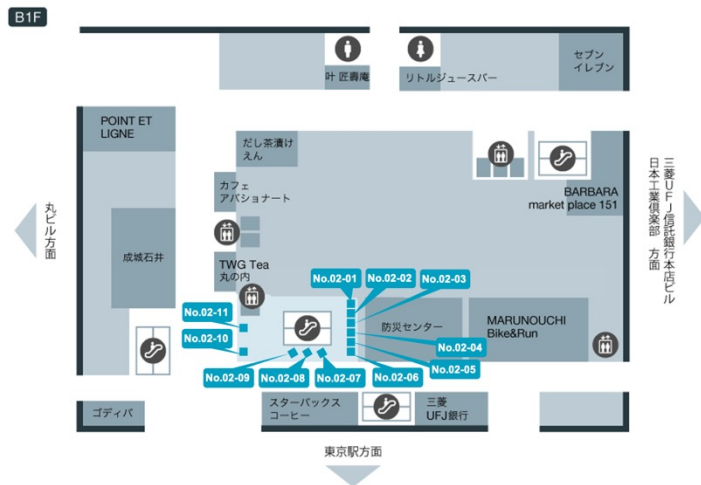 B1F
セブン
イレブン
叶 匠壽庵
リトルジュースバー
POINT ET
LIGNE
だし茶漬け
えん
カフェ
アパショナート
BARBARA
market place 151
三菱UFJ信託銀行本店ビル
日本工業倶楽部 方面
丸ビル方面
成城石井
TWG Tea
丸の内
No.02-01
No.02-02
No.02-03
No.02-11
防災センター
MARUNOUCHI
Bike&Run
No.02-10
No.02-04
No.02-05
No.02-09
No.02-08
No.02-07
No.02-06
ゴディバ
スターバックス
コーヒー
三菱
UFJ銀行
東京駅方面